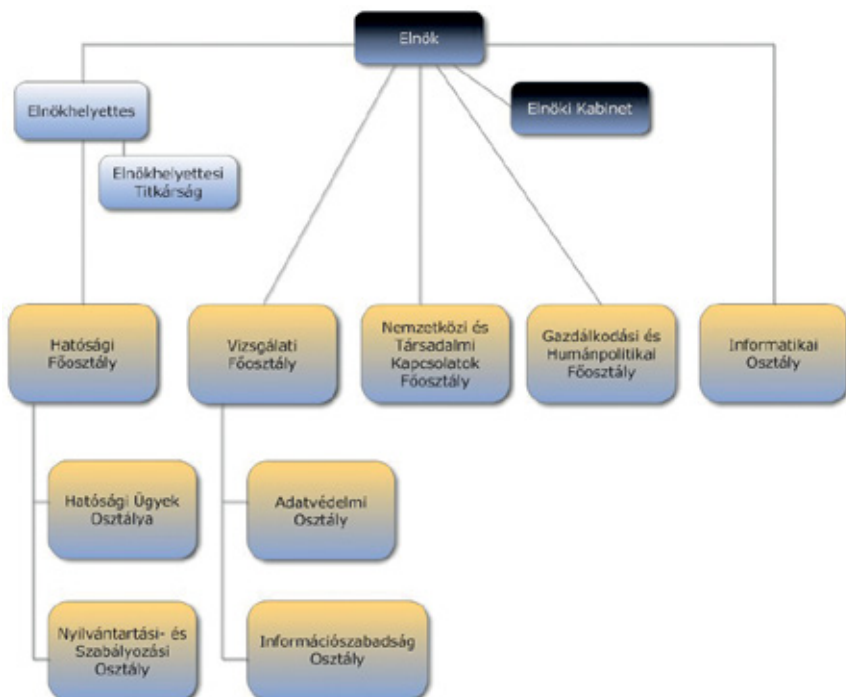 Elnök
Elnökhelyettes
Elnöki Kabinet
Elnökhelyettesi
Titkárság
Hatósági
Főosztály
Vizsgálati
Főosztály
Nemzetközi és
Társadalmi
Kapcsolatok
Főosztály
Gazdálkodási és
Humánpolitikai
Főosztály
Informatikai
Osztály
Hatósági Ügyek
Osztálya
Adatvédelmi
Osztály
Nyilvántartási- és
Szabályozási
Osztály
Információszabadság
Osztály